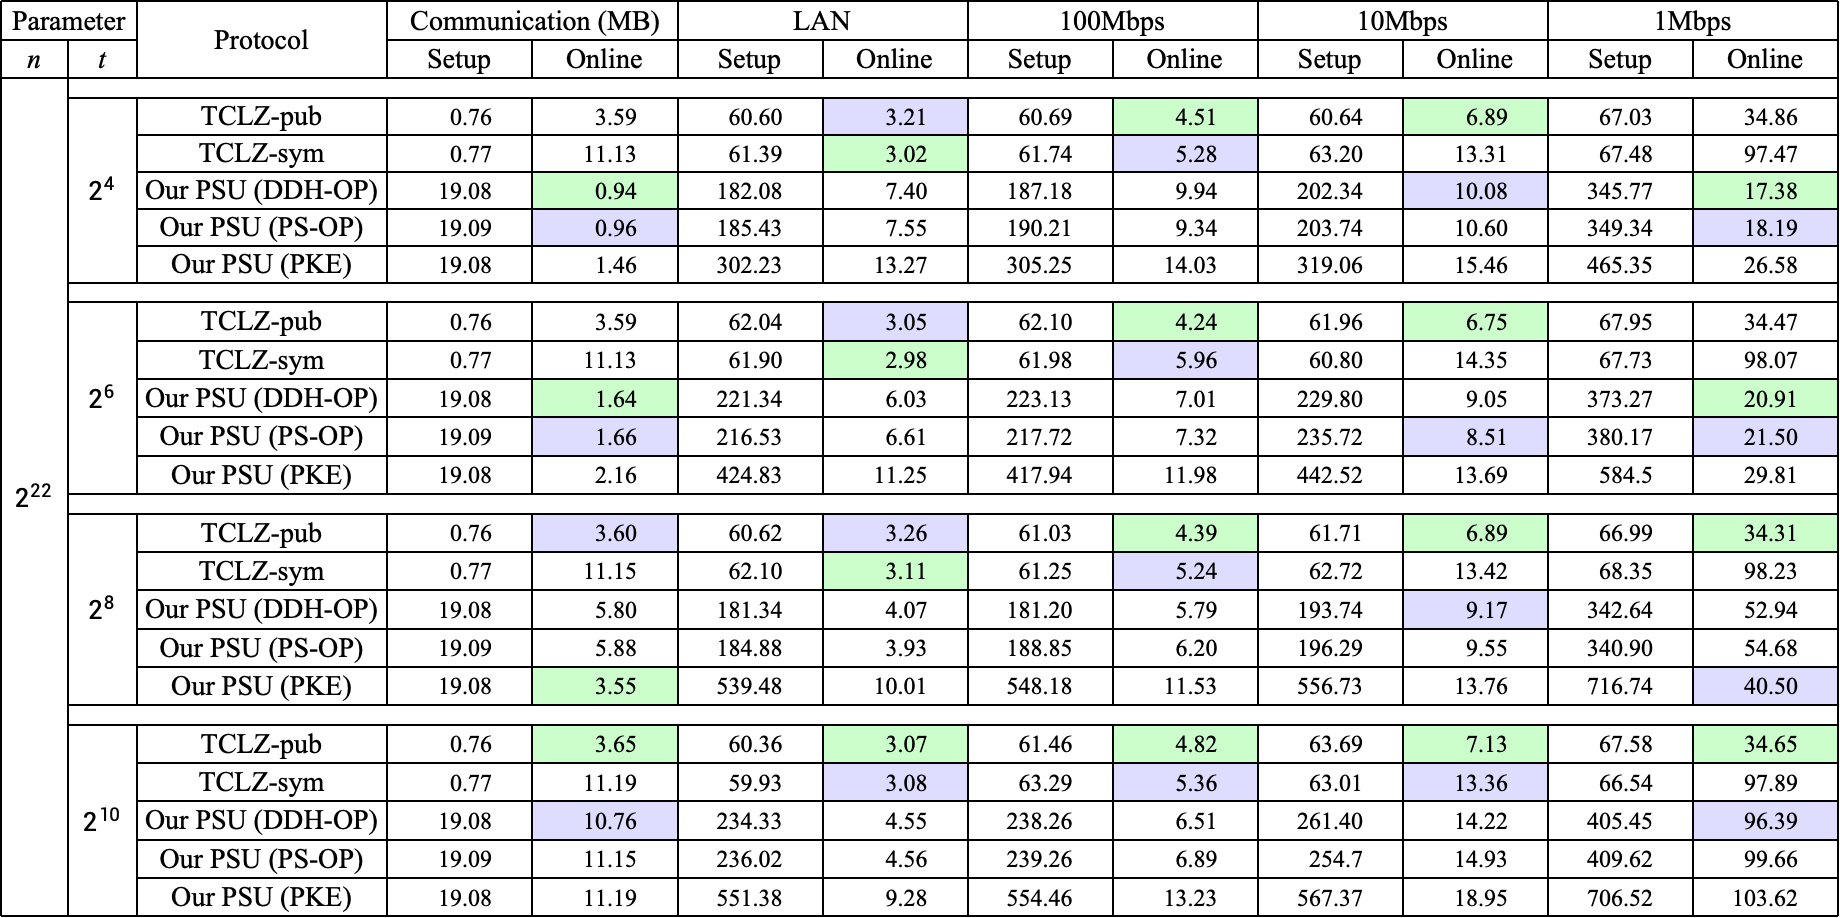 Parameter Protocol Communication (MB) LAN 100Mbps 10Mbps 1Mbps
n t Setup Online Setup Online Setup Online Setup Online Setup Online
2^22
2^4
TCLZ-pub 0.76 3.59 60.60 3.21 60.69 4.51 60.64 6.89 67.03 34.86
TCLZ-sym 0.77 11.13 61.39 3.02 61.74 5.28 63.20 13.31 67.48 97.47
Our PSU (DDH-OP) 19.08 0.94 182.08 7.40 187.18 9.94 202.34 10.08 345.77 17.38
Our PSU (PS-OP) 19.09 0.96 185.43 7.55 190.21 9.34 203.74 10.60 349.34 18.19
Our PSU (PKE) 19.08 1.46 302.23 13.27 305.25 14.03 319.06 15.46 465.35 26.58
2^6
TCLZ-pub 0.76 3.59 62.04 3.05 62.10 4.24 61.96 6.75 67.95 34.47
TCLZ-sym 0.77 11.13 61.90 2.98 61.98 5.96 60.80 14.35 67.73 98.07
Our PSU (DDH-OP) 19.08 1.64 221.34 6.03 223.13 7.01 229.80 9.05 373.27 20.91
Our PSU (PS-OP) 19.09 1.66 216.53 6.61 217.72 7.32 235.72 8.51 380.17 21.50
Our PSU (PKE) 19.08 2.16 424.83 11.25 417.94 11.98 442.52 13.69 584.5 29.81
2^8
TCLZ-pub 0.76 3.60 60.62 3.26 61.03 4.39 61.71 6.89 66.99 34.31
TCLZ-sym 0.77 11.15 62.10 3.11 61.25 5.24 62.72 13.42 68.35 98.23
Our PSU (DDH-OP) 19.08 5.80 181.34 4.07 181.20 5.79 193.74 9.17 342.64 52.94
Our PSU (PS-OP) 19.09 5.88 184.88 3.93 188.85 6.20 196.29 9.55 340.90 54.68
Our PSU (PKE) 19.08 3.55 539.48 10.01 548.18 11.53 556.73 13.76 716.74 40.50
2^10
TCLZ-pub 0.76 3.65 60.36 3.07 61.46 4.82 63.69 7.13 67.58 34.65
TCLZ-sym 0.77 11.19 59.93 3.08 63.29 5.36 63.01 13.36 66.54 97.89
Our PSU (DDH-OP) 19.08 10.76 234.33 4.55 238.26 6.51 261.40 14.22 405.45 96.39
Our PSU (PS-OP) 19.09 11.15 236.02 4.56 239.26 6.89 254.7 14.93 409.62 99.66
Our PSU (PKE) 19.08 11.19 551.38 9.28 554.46 13.23 567.37 18.95 706.52 103.62